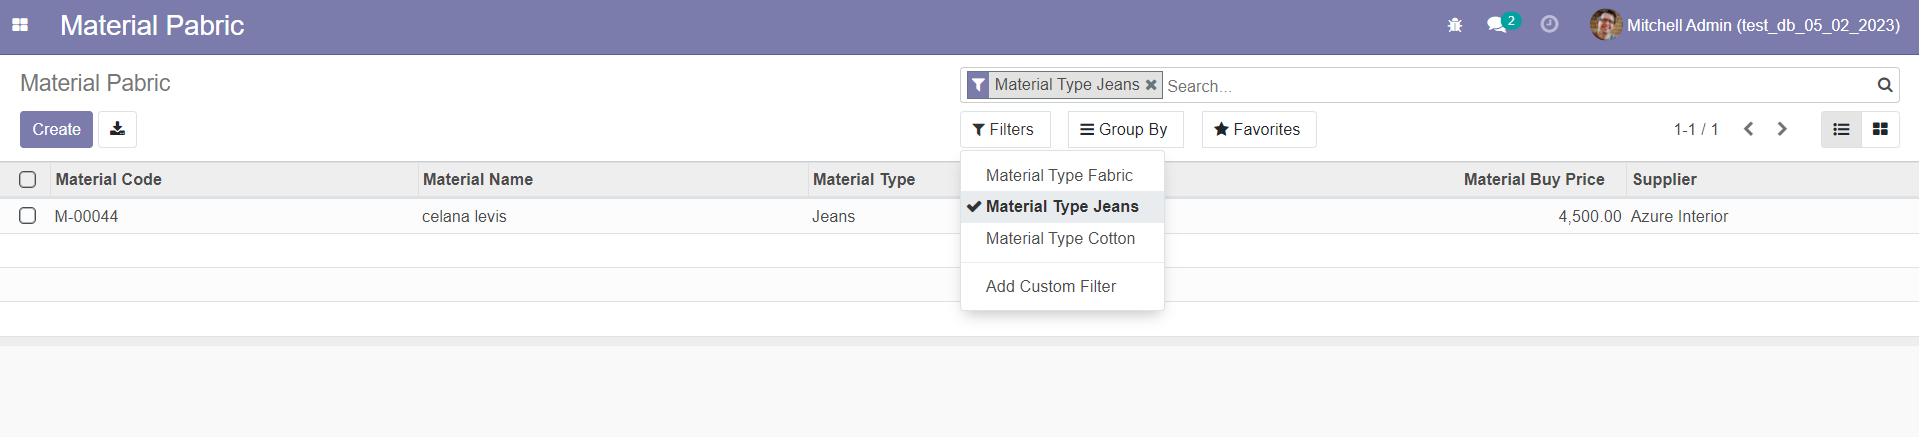 Material Pabric
2
Mitchell Admin (test_db_05_02_2023)
Material Pabric
Material Type Jeans
Search...
Create
Filters
Group By
Favorites
1-1 / 1
Material Type Fabric
Material Type Jeans
Material Type Cotton
Add Custom Filter
Material Code Material Name Material Type Material Buy Price Supplier
M-00044 celana levis Jeans 4,500.00 Azure Interior